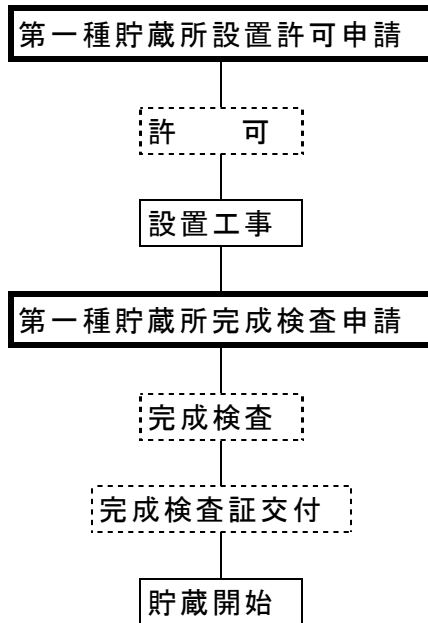 第一種貯蔵所設置許可申請
許　　可
設置工事
第一種貯蔵所完成検査申請
完成検査
完成検査証交付
貯蔵開始